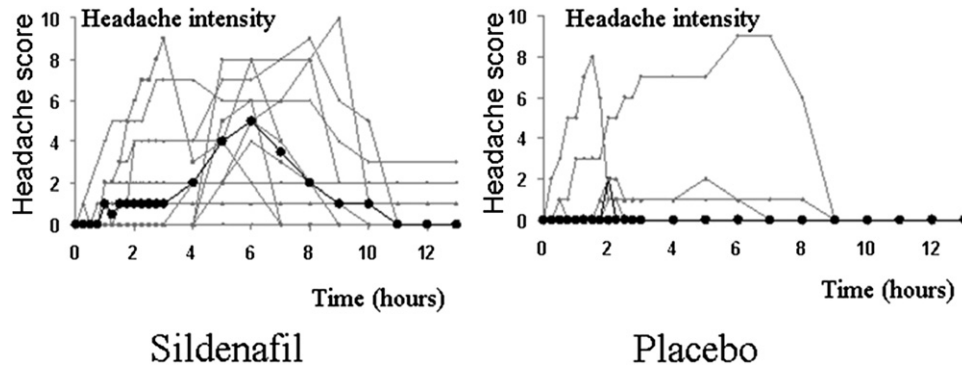 Headache intensity
Headache score
10
8
6
4
2
0
0 2 4 6 8 10 12
Time (hours)
Sildenafil
Headache intensity
Headache score
10
8
6
4
2
0
0 2 4 6 8 10 12
Time (hours)
Placebo